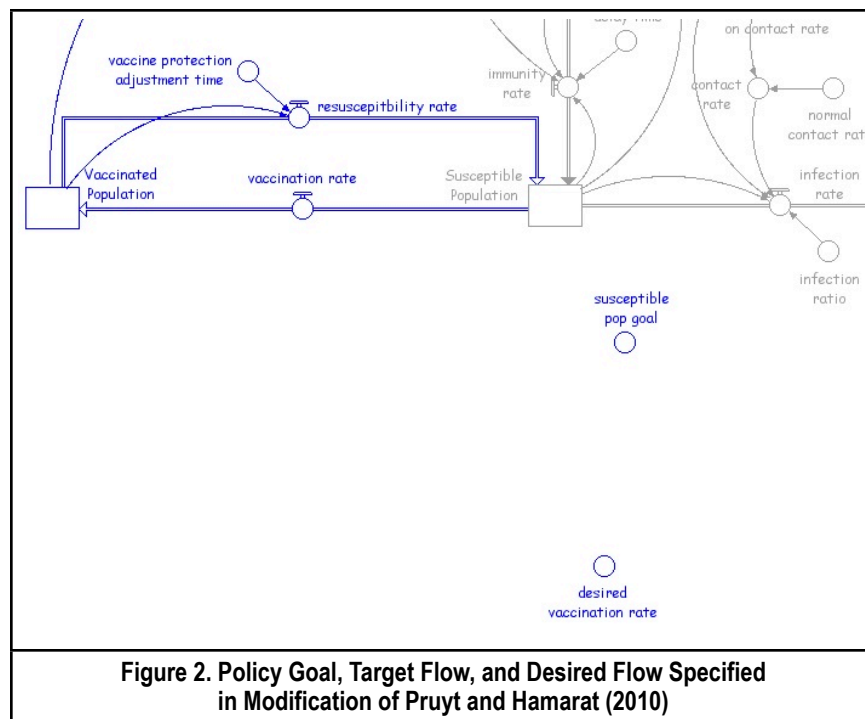 on contact rate
vaccine protection
adjustment time
immunity
rate
contact
rate
normal
contact rat
resuscepitbility rate
Vaccinated
Population
vaccination rate
Susceptible
Population
infection
rate
infection
ratio
susceptible
pop goal
desired
vaccination rate
Figure 2. Policy Goal, Target Flow, and Desired Flow Specified
in Modification of Pruyt and Hamarat (2010)